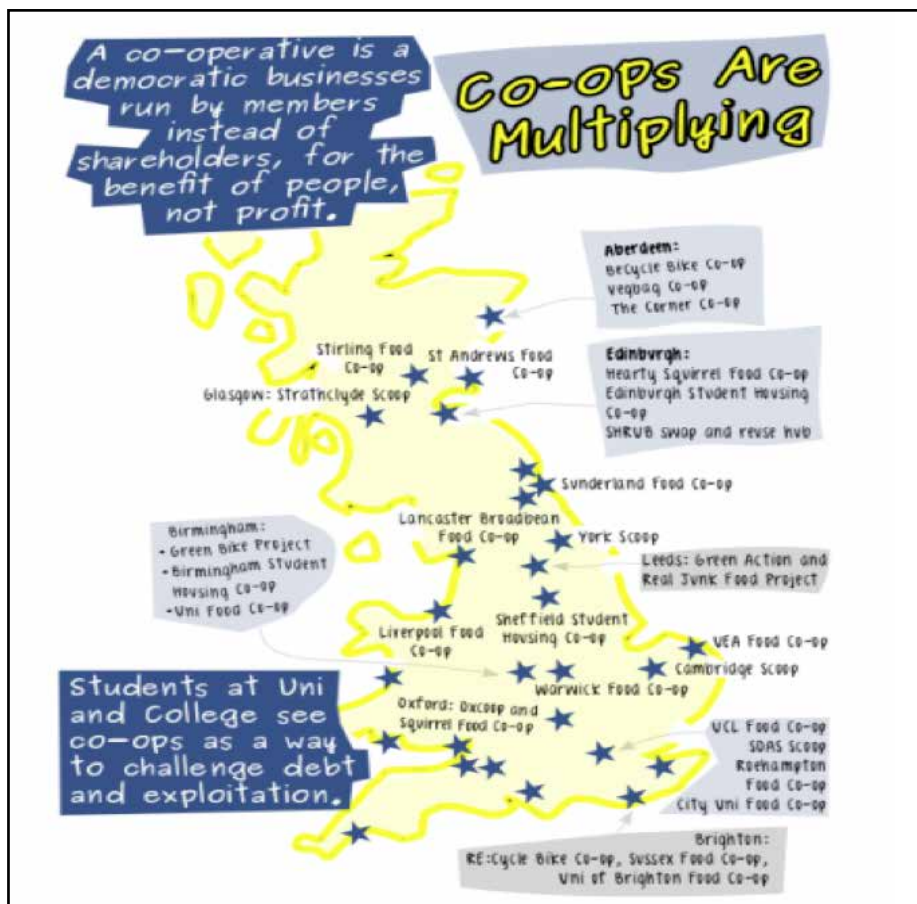 A co-operative is a
democratic businesses
run by members
instead of
shareholders, for the
benefit of people,
not profit.
Co-ops Are
Multiplying
Aberdeen:
BeCycle Bike Co-op
Vegbag Co-op
The Corner Co-op
Stirling Food
Co-op
St Andrews Food
Co-op
Glasgow: Strathclyde Scoop
Edinburgh:
Hearty Squirrel Food Co-op
Edinburgh Student Housing
Co-op
SHRUB swap and reuse hub
Sunderland Food Co-op
Lancaster Broadbean
Food Co-op
York Scoop
Birmingham:
• Green Bike Project
• Birmingham Student
Housing Co-op
• Uni Food Co-op
Leeds: Green Action and
Real Junk Food Project
Liverpool Food
Co-op
Sheffield Student
Housing Co-op
UEA Food Co-op
Cambridge Scoop
Warwick Food Co-op
Oxford: Oxcoop and
Squirrel Food Co-op
Students at Uni
and College see
co-ops as a way
to challenge debt
and exploitation.
UCL Food Co-op
SOAS Scoop
Roehampton
Food Co-op
City Uni Food Co-op
Brighton:
RE:Cycle Bike Co-op, Sussex Food Co-op,
Uni of Brighton Food Co-op